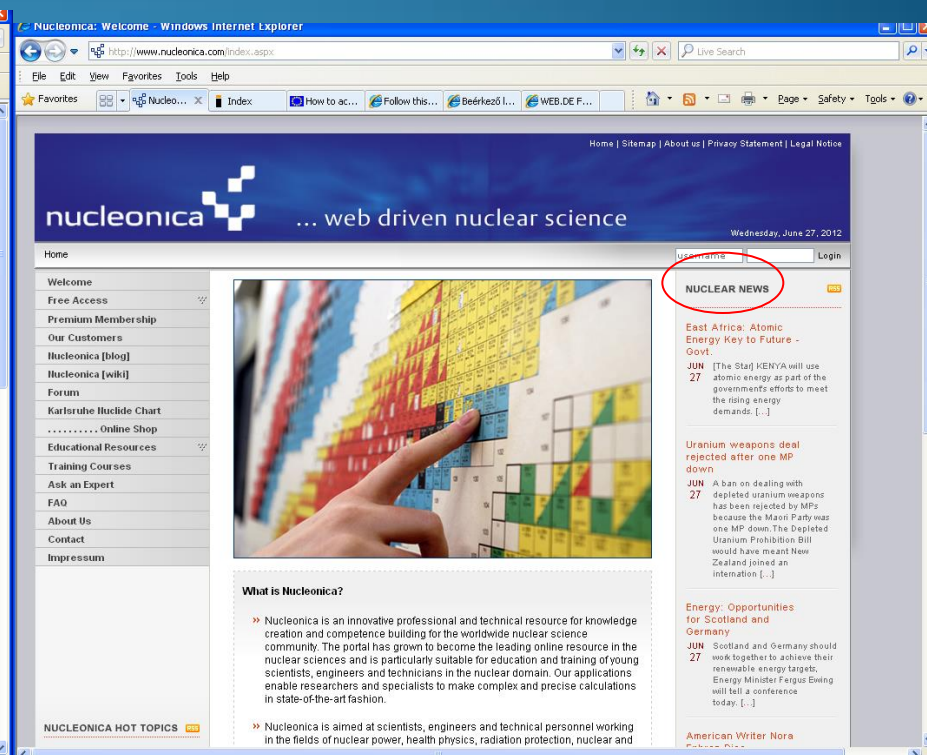 Nucleonica: Welcome - Windows Internet Explorer
http://www.nucleonica.com/index.aspx
Live Search
File Edit View Favorites Tools Help
Favorites
Nucleo...
Index
How to ac...
Follow this...
Beérkező l...
WEB.DE F...
Page
Safety
Tools
Home | Sitemap | About us | Privacy Statement | Legal Notice
nucleonica
... web driven nuclear science
Wednesday, June 27, 2012
Home
username
Login
Welcome
Free Access
Premium Membership
Our Customers
Nucleonica [blog]
Nucleonica [wiki]
Forum
Karlsruhe Nuclide Chart
.......... Online Shop
Educational Resources
Training Courses
Ask an Expert
FAQ
About Us
Contact
Impressum
NUCLEONICA HOT TOPICS RSS
What is Nucleonica?
» Nucleonica is an innovative professional and technical resource for knowledge
creation and competence building for the worldwide nuclear science
community. The portal has grown to become the leading online resource in the
nuclear sciences and is particularly suitable for education and training of young
scientists, engineers and technicians in the nuclear domain. Our applications
enable researchers and specialists to make complex and precise calculations
in state-of-the-art fashion.
» Nucleonica is aimed at scientists, engineers and technical personnel working
in the fields of nuclear power, health physics, radiation protection, nuclear and
NUCLEAR NEWS RSS
East Africa: Atomic
Energy Key to Future -
Govt.
JUN 27
[The Star] KENYA will use
atomic energy as part of the
government's efforts to meet
the rising energy
demands. [...]
Uranium weapons deal
rejected after one MP
down
JUN 27
A ban on dealing with
depleted uranium weapons
has been rejected by MPs
because the Maori Party was
one MP down.The Depleted
Uranium Prohibition Bill
would have meant New
Zealand joined an
internation [...]
Energy: Opportunities
for Scotland and
Germany
JUN 27
Scotland and Germany should
work together to achieve their
renewable energy targets,
Energy Minister Fergus Ewing
will tell a conference
today. [...]
American Writer Nora